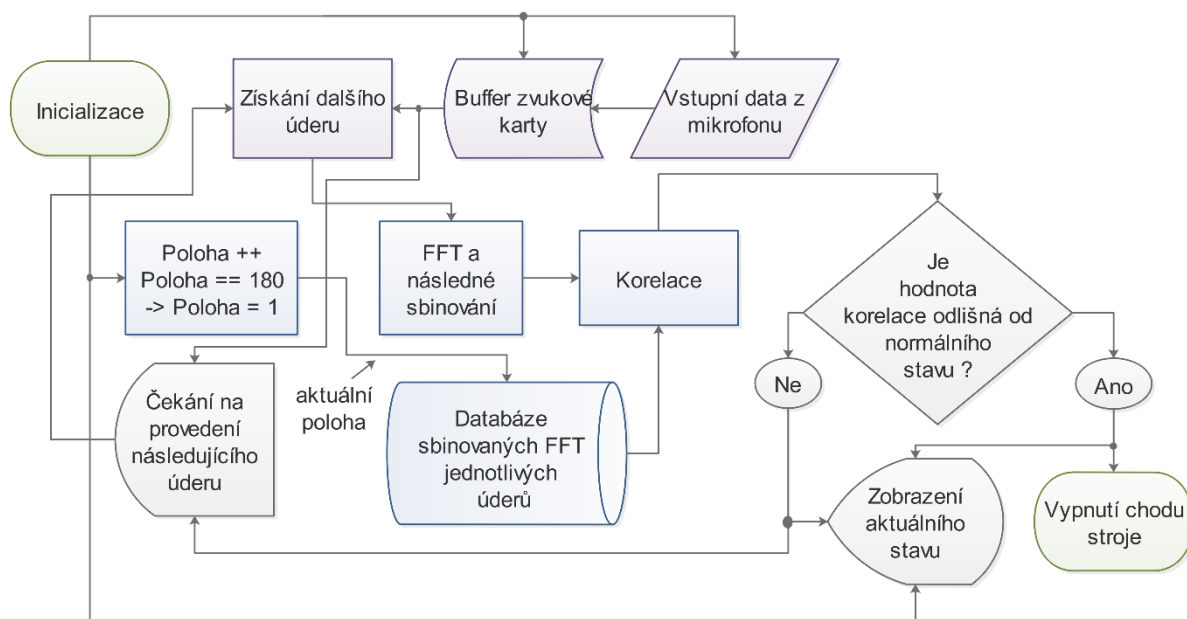 Inicializace
Získání dalšího
úderu
Buffer zvukové
karty
Vstupní data z
mikrofonu
Poloha ++
Poloha == 180
-> Poloha = 1
FFT a
následné
sbinování
Korelace
Je
hodnota
korelace odlišná od
normálního
stavu ?
Ne
Ano
aktuální
poloha
Čekání na
provedení
následujícího
úderu
Databáze
sbinovaných FFT
jednotlivých
úderů
Zobrazení
aktuálního
stavu
Vypnutí chodu
stroje